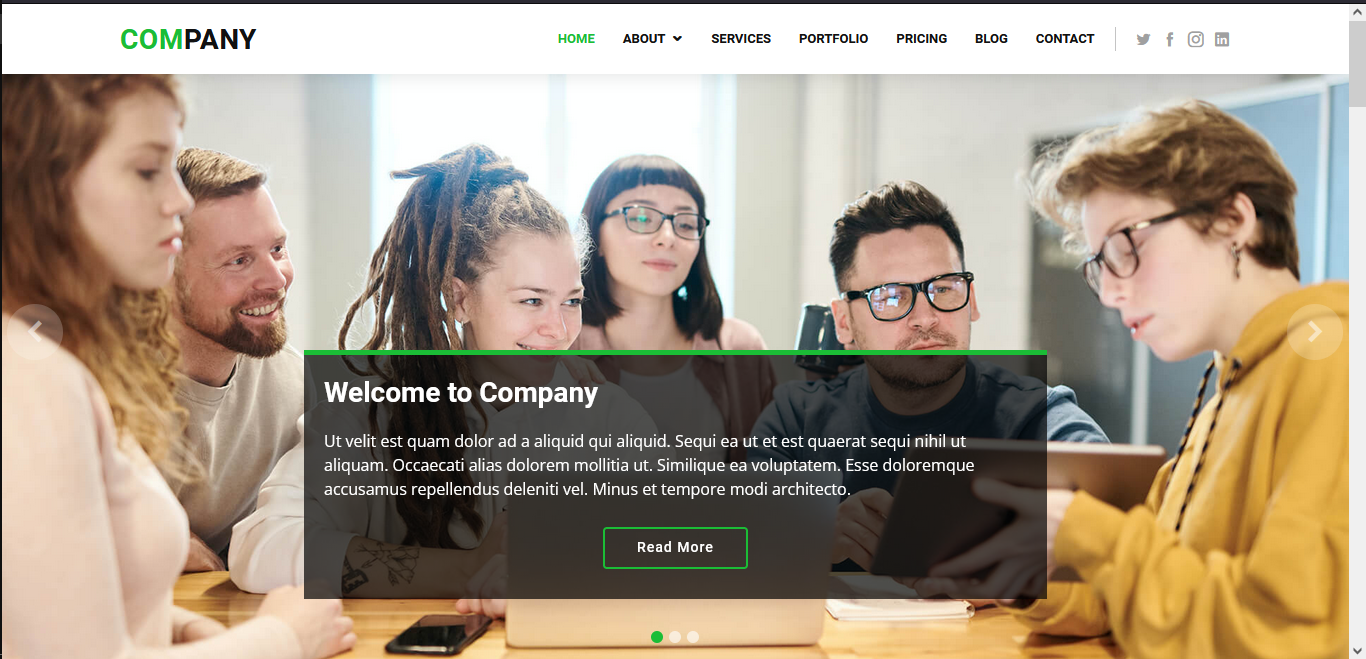 COMPANY
HOME ABOUT SERVICES PORTFOLIO PRICING BLOG CONTACT
Welcome to Company
Ut velit est quam dolor ad a aliquid qui aliquid. Sequi ea ut et est quaerat sequi nihil ut
aliquam. Occaecati alias dolorem mollitia ut. Similique ea voluptatem. Esse doloremque
accusamus repellendus deleniti vel. Minus et tempore modi architecto.
Read More